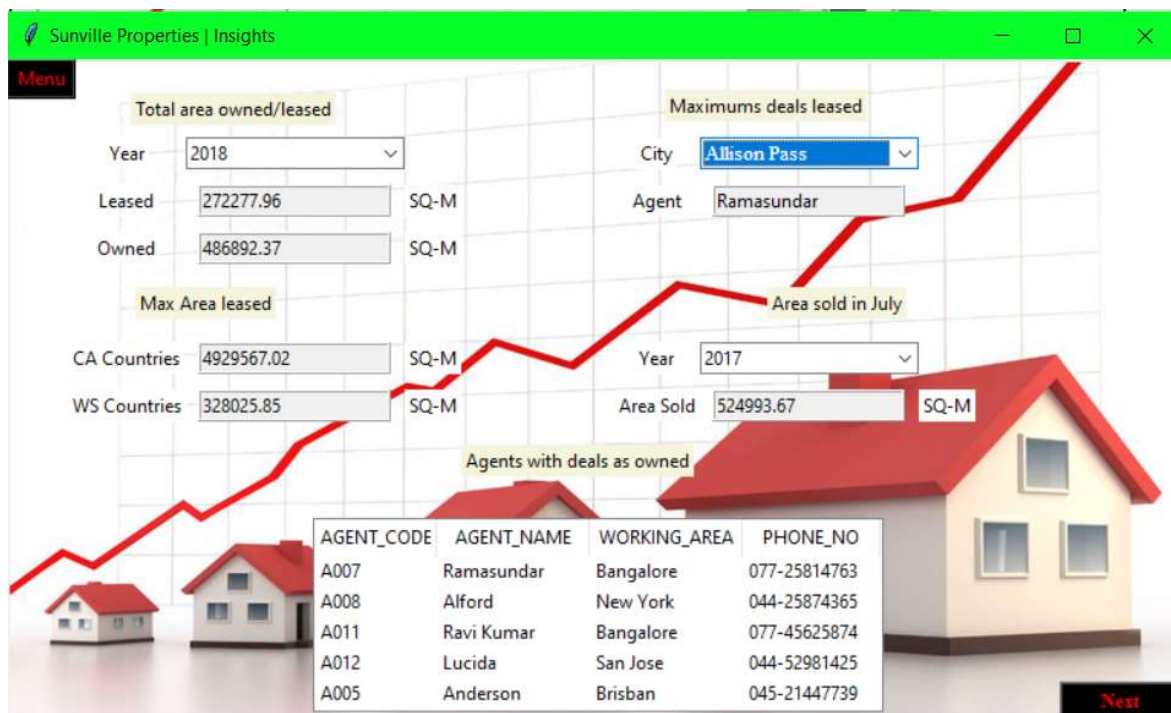 Sunville Properties | Insights
Menu
Total area owned/leased
Maximums deals leased
Year 2018
City Allison Pass
Leased 272277.96 SQ-M
Agent Ramasundar
Owned 486892.37 SQ-M
Max Area leased
Area sold in July
CA Countries 4929567.02 SQ-M
Year 2017
WS Countries 328025.85 SQ-M
Area Sold 524993.67 SQ-M
Agents with deals as owned
AGENT_CODE AGENT_NAME WORKING_AREA PHONE_NO
A007 Ramasundar Bangalore 077-25814763
A008 Alford New York 044-25874365
A011 Ravi Kumar Bangalore 077-45625874
A012 Lucida San Jose 044-52981425
A005 Anderson Brisban 045-21447739
Next